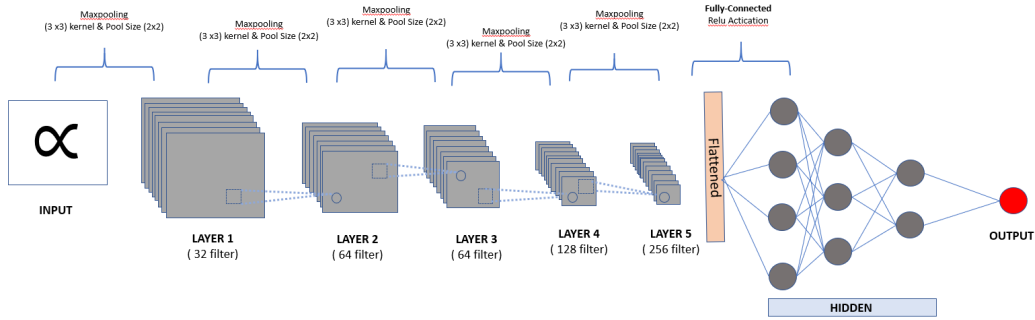 Maxpooling
(3 x3) kernel & Pool Size (2x2)
Maxpooling
(3 x3) kernel & Pool Size (2x2)
Maxpooling
(3 x3) kernel & Pool Size (2x2)
Maxpooling
(3 x3) kernel & Pool Size (2x2)
Maxpooling
(3 x3) kernel & Pool Size (2x2)
Fully-Connected
Relu Actication
∝
INPUT
LAYER 1
( 32 filter)
LAYER 2
( 64 filter)
LAYER 3
( 64 filter)
LAYER 4
( 128 filter)
LAYER 5
( 256 filter)
Flattened
HIDDEN
OUTPUT